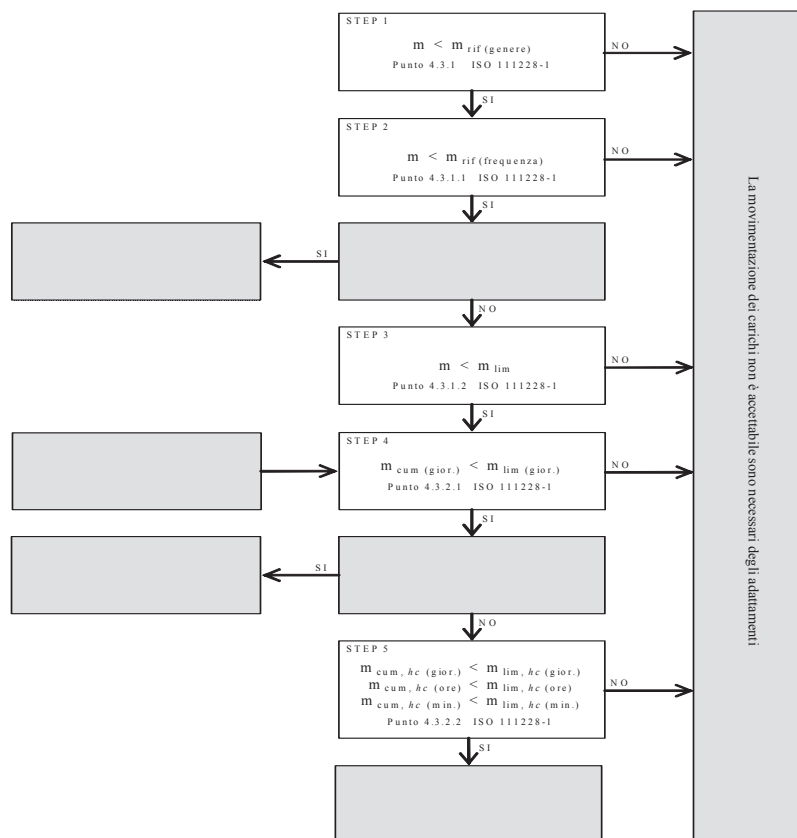 STEP 1
m < m rif (genere)
Punto 4.3.1 ISO 111228-1
NO
SI
STEP 2
m < m rif (frequenza)
Punto 4.3.1.1 ISO 111228-1
NO
SI
SI
NO
STEP 3
m < m lim
Punto 4.3.1.2 ISO 111228-1
NO
SI
STEP 4
m cum (gior.) < m lim (gior.)
Punto 4.3.2.1 ISO 111228-1
NO
SI
SI
NO
STEP 5
m cum, hc (gior.) < m lim, hc (gior.)
m cum, hc (ore) < m lim, hc (ore)
m cum, hc (min.) < m lim, hc (min.)
Punto 4.3.2.2 ISO 111228-1
NO
SI
La movimentazione dei carichi non è accettabile sono necessari degli adattamenti